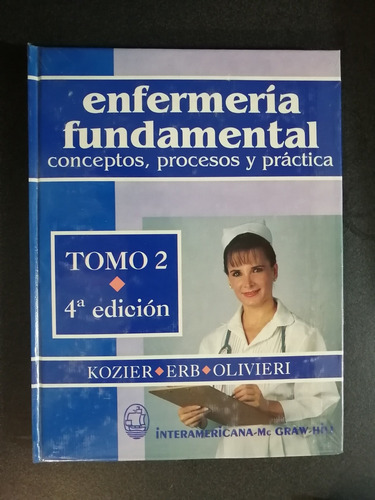 enfermería
fundamental
conceptos, procesos y práctica
TOMO 2
4ª edición
KOZIER◆ERB◆OLIVIERI
INTERAMERICANA-Mc GRAW-HILL